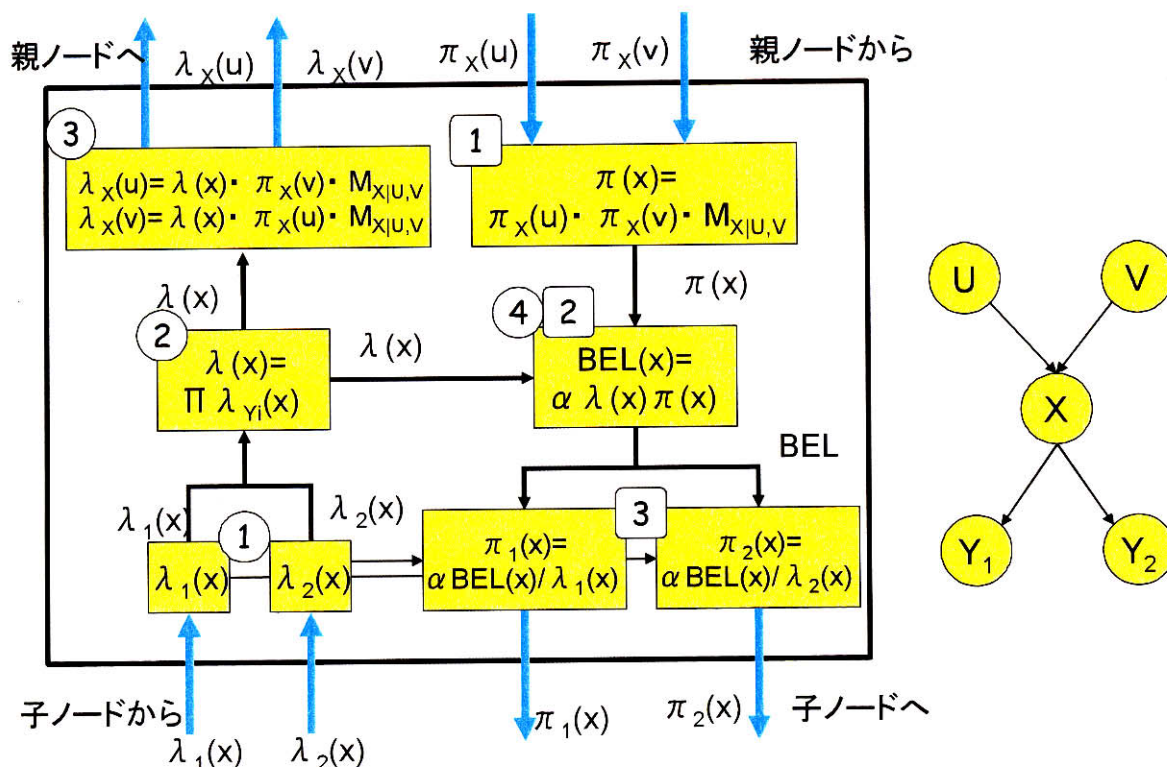 親ノードへ
λX(u)
λX(v)
πX(u)
πX(v)
親ノードから
3
λX(u)= λ(x)・ πX(v)・ MX|U,V
λX(v)= λ(x)・ πX(u)・ MX|U,V
1
π(x)=
πX(u)・ πX(v)・ MX|U,V
λ(x)
π(x)
2
λ(x)=
Π λYi(x)
λ(x)
4
2
BEL(x)=
α λ(x)π(x)
BEL
λ1(x)
1
λ2(x)
λ1(x)
λ2(x)
π1(x)=
αBEL(x)/λ1(x)
3
π2(x)=
αBEL(x)/λ2(x)
子ノードから
λ1(x)
λ2(x)
π1(x)
π2(x)
子ノードへ
U
V
X
Y1
Y2